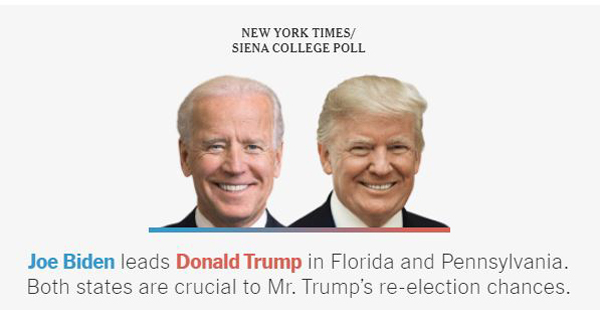 NEW YORK TIMES/
SIENA COLLEGE POLL
Joe Biden leads Donald Trump in Florida and Pennsylvania.
Both states are crucial to Mr. Trump’s re-election chances.